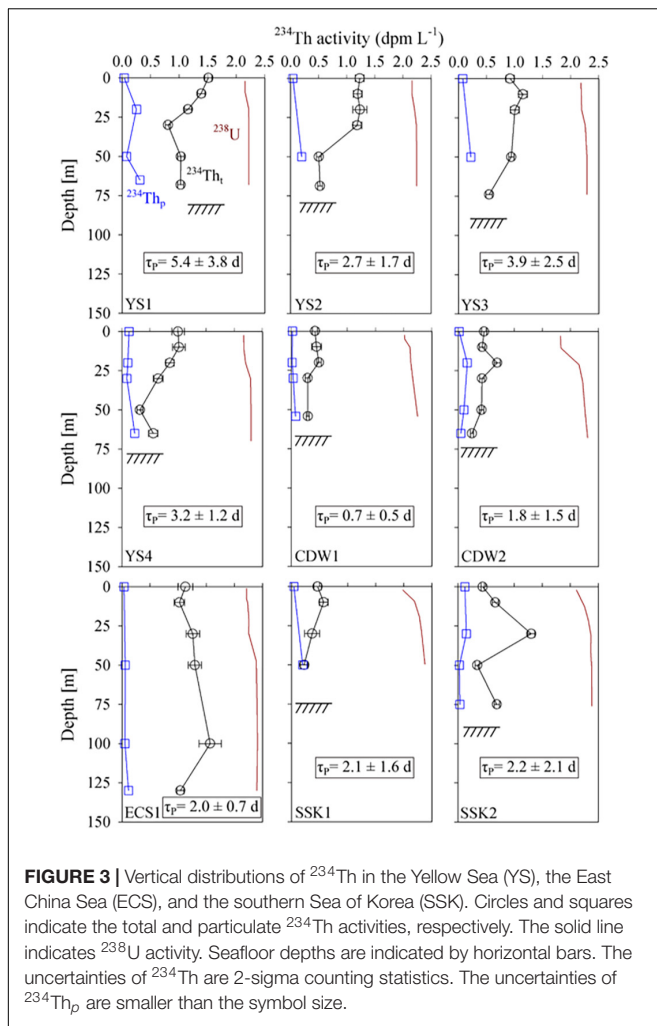 ²³⁴Th activity (dpm L⁻¹)
0.0 0.5 1.0 1.5 2.0 2.5 0.0 0.5 1.0 1.5 2.0 2.5 0.0 0.5 1.0 1.5 2.0 2.5
Depth [m]
0
25
50
75
100
125
150
²³⁸U
²³⁴Thₜ
²³⁴Thₚ
τP= 5.4 ± 3.8 d
YS1
τP= 2.7 ± 1.7 d
YS2
τP= 3.9 ± 2.5 d
YS3
Depth [m]
0
25
50
75
100
125
150
τP= 3.2 ± 1.2 d
YS4
τP= 0.7 ± 0.5 d
CDW1
τP= 1.8 ± 1.5 d
CDW2
Depth [m]
0
25
50
75
100
125
150
τP= 2.0 ± 0.7 d
ECS1
τP= 2.1 ± 1.6 d
SSK1
τP= 2.2 ± 2.1 d
SSK2
FIGURE 3 | Vertical distributions of ²³⁴Th in the Yellow Sea (YS), the East
China Sea (ECS), and the southern Sea of Korea (SSK). Circles and squares
indicate the total and particulate ²³⁴Th activities, respectively. The solid line
indicates ²³⁸U activity. Seafloor depths are indicated by horizontal bars. The
uncertainties of ²³⁴Th are 2-sigma counting statistics. The uncertainties of
²³⁴Thₚ are smaller than the symbol size.